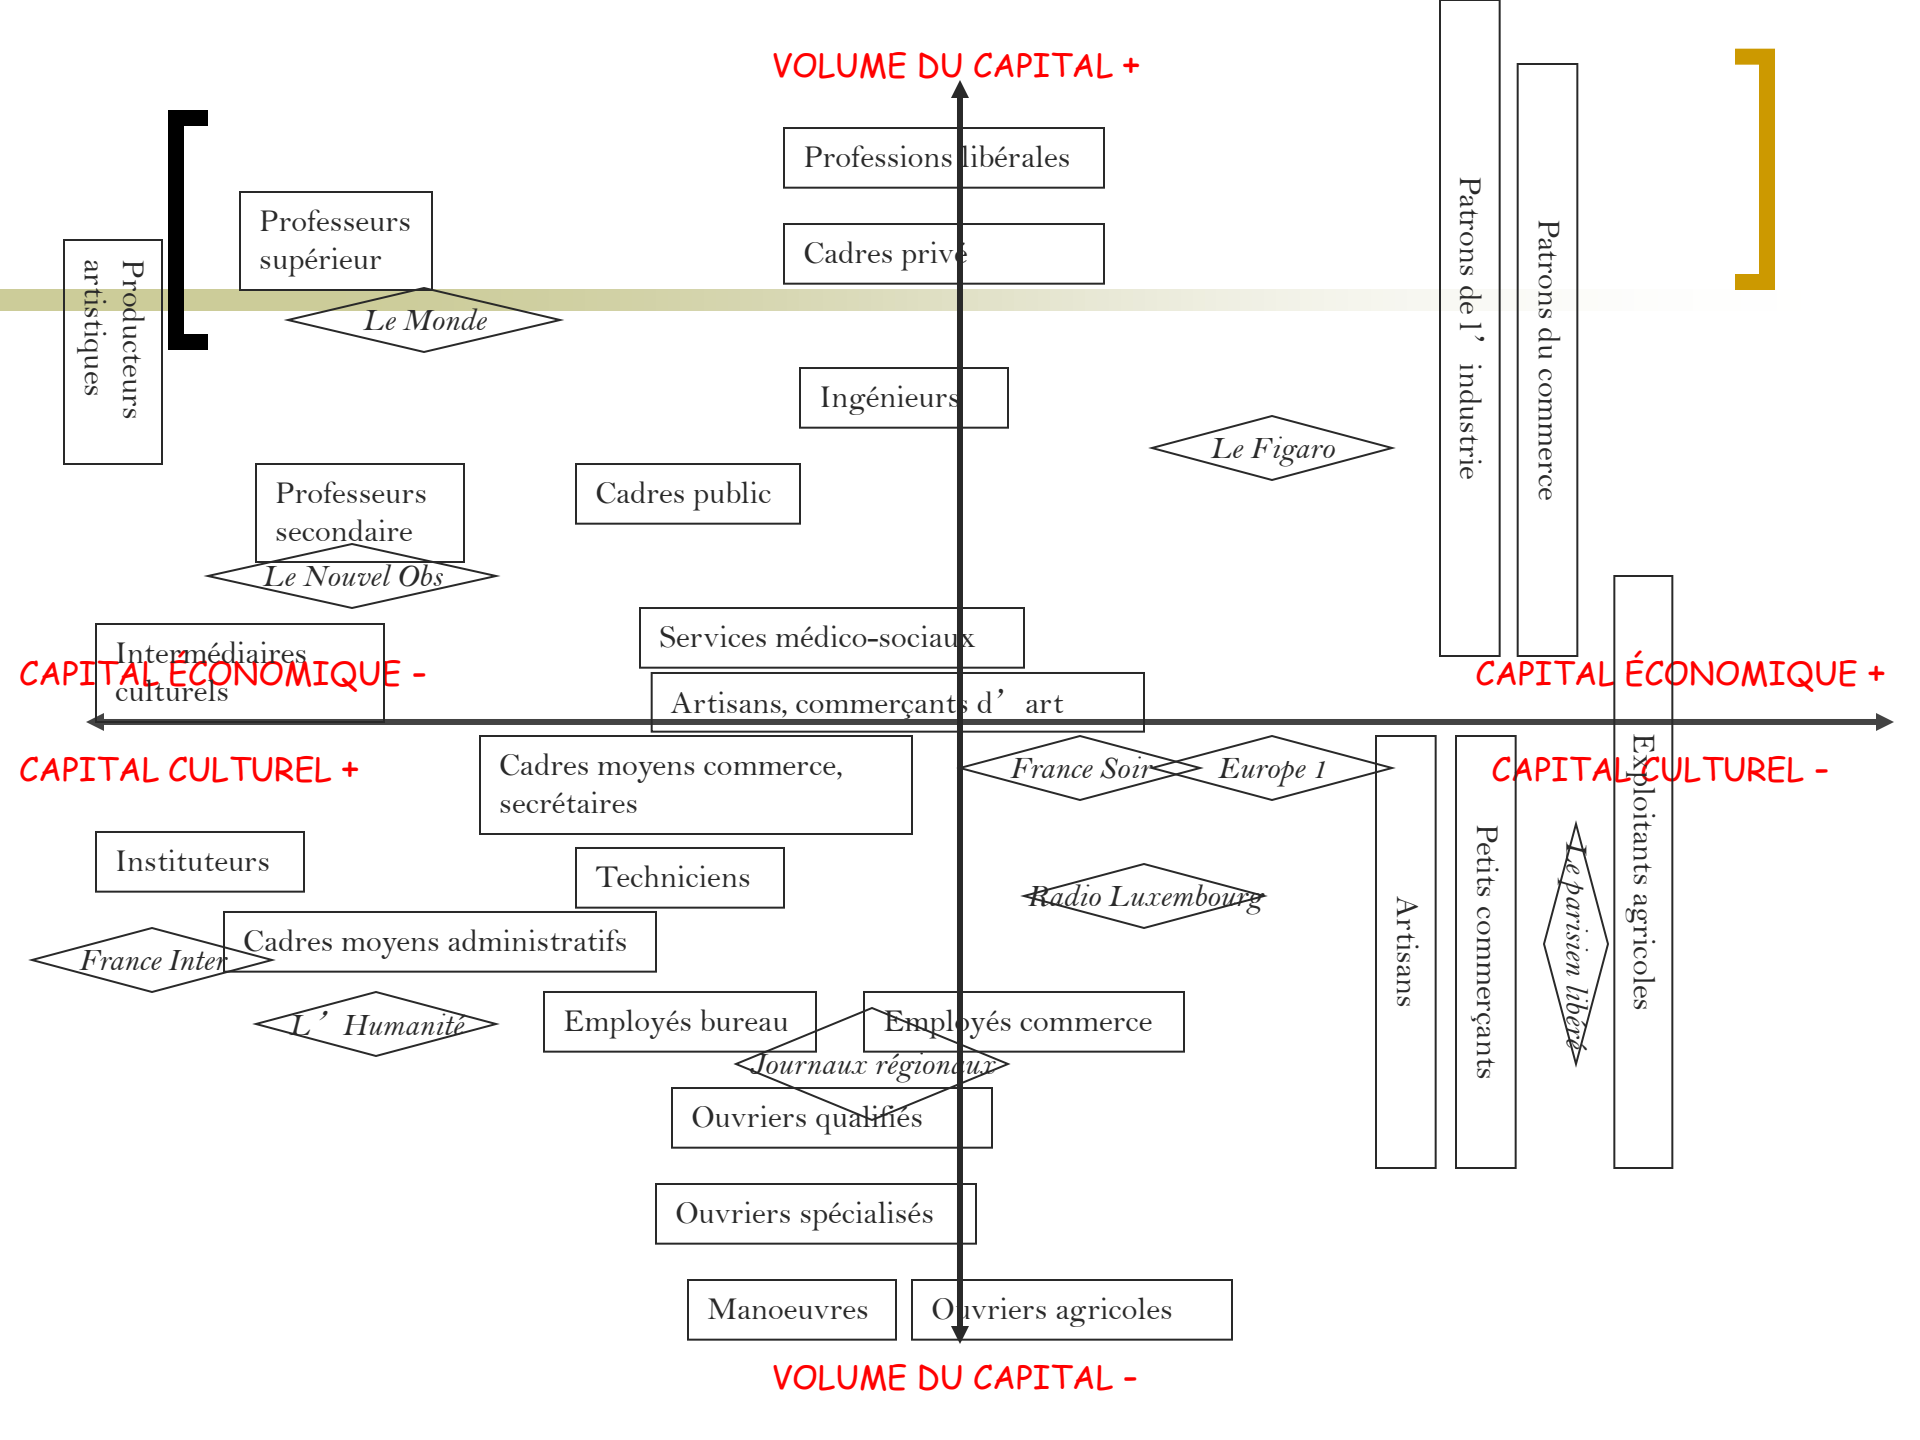 VOLUME DU CAPITAL +
Professions libérales
Patrons de l’industrie
Patrons du commerce
Professeurs
supérieur
Cadres privé
Producteurs
artistiques
Le Monde
Ingénieurs
Le Figaro
Professeurs
secondaire
Cadres public
Le Nouvel Obs
Services médico-sociaux
Intermédiaires
culturels
CAPITAL ÉCONOMIQUE -
CAPITAL ÉCONOMIQUE +
Artisans, commerçants d’art
CAPITAL CULTUREL +
Cadres moyens commerce,
secrétaires
France Soir
Europe 1
CAPITAL CULTUREL -
Exploitants agricoles
Instituteurs
Techniciens
Radio Luxembourg
Artisans
Petits commerçants
Le parisien libéré
Cadres moyens administratifs
France Inter
L’Humanité
Employés bureau
Employés commerce
Journaux régionaux
Ouvriers qualifiés
Ouvriers spécialisés
Manoeuvres
Ouvriers agricoles
VOLUME DU CAPITAL -